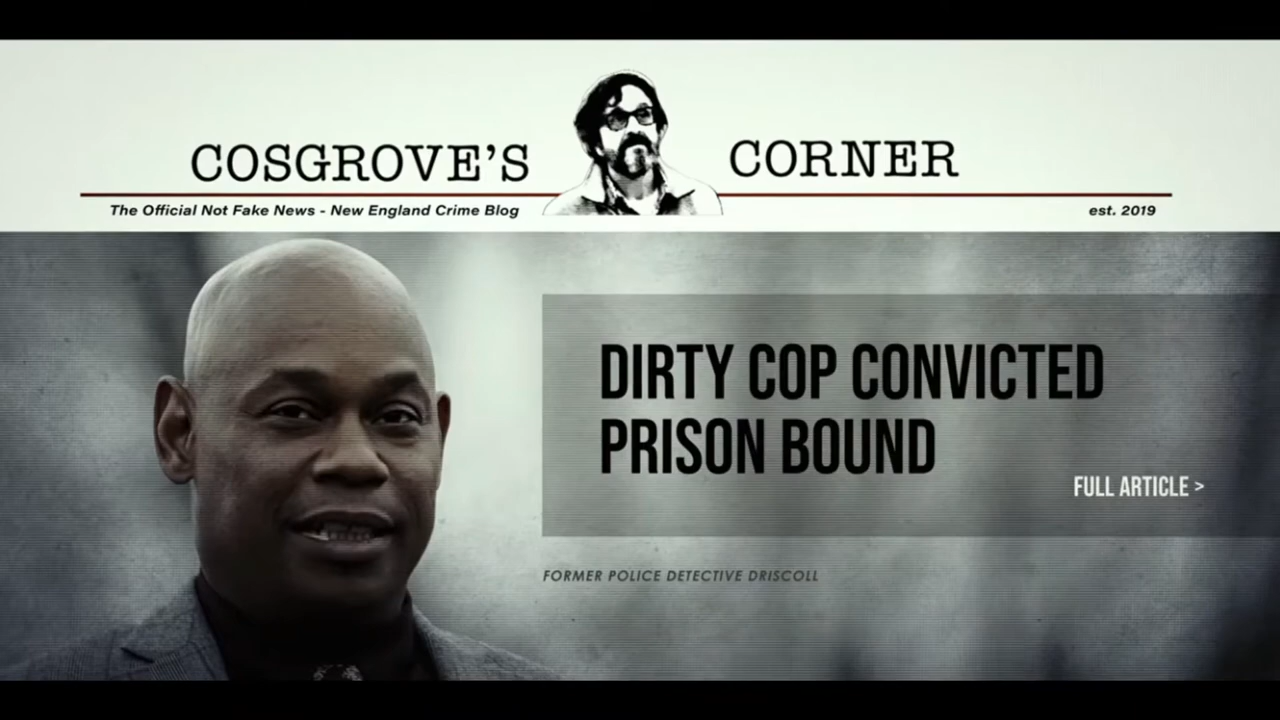 COSGROVE'S CORNER
The Official Not Fake News - New England Crime Blog est. 2019
DIRTY COP CONVICTED
PRISON BOUND
FULL ARTICLE >
FORMER POLICE DETECTIVE DRISCOLL